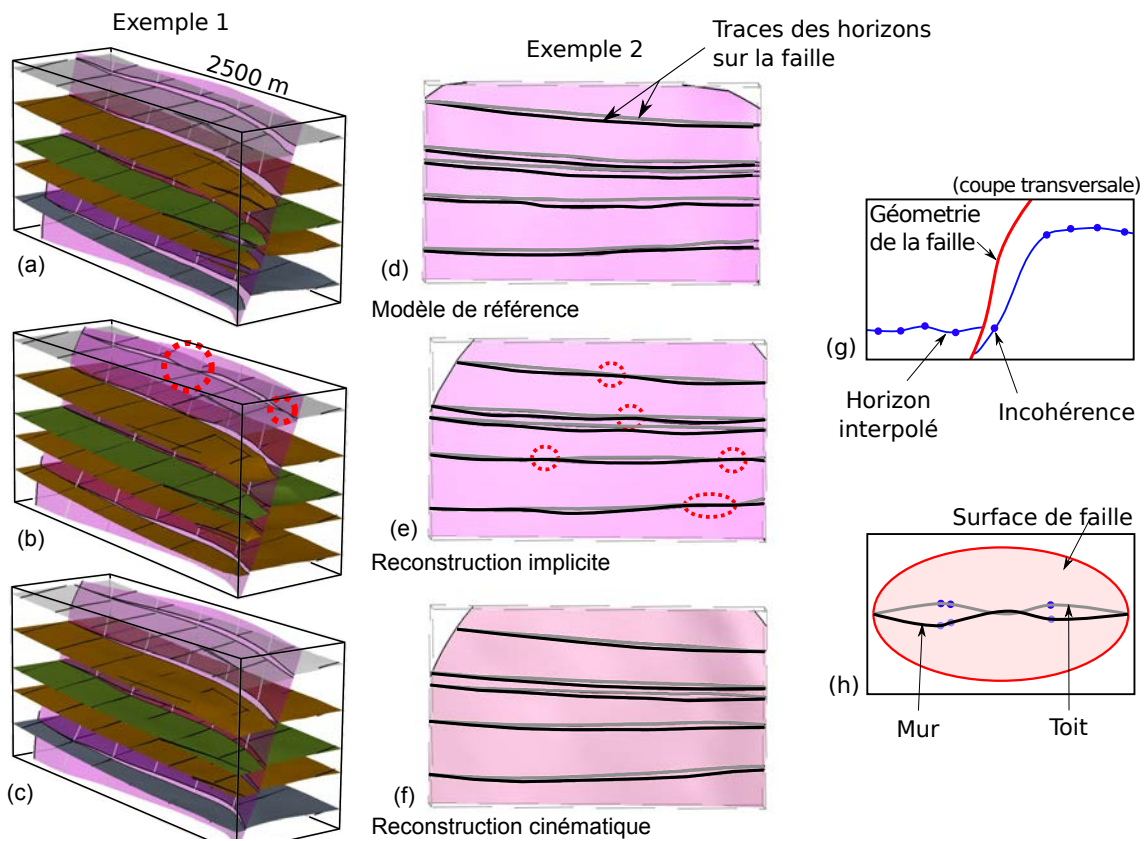 Exemple 1
2500 m
(a)
(b)
(c)
Exemple 2
Traces des horizons
sur la faille
(d)
Modèle de référence
(e)
Reconstruction implicite
(f)
Reconstruction cinématique
(coupe transversale)
Géometrie
de la faille
(g)
Horizon
interpolé
Incohérence
Surface de faille
(h)
Mur
Toit